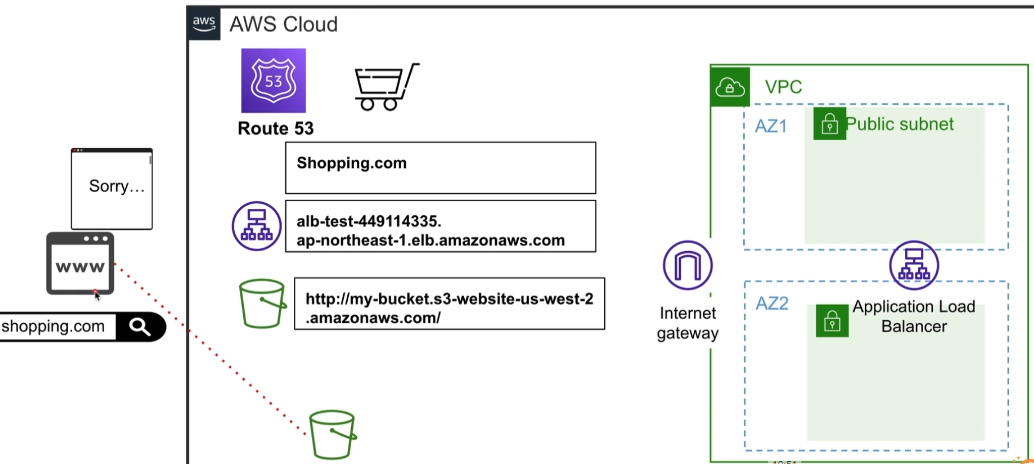 aws
AWS Cloud
53
Route 53
VPC
AZ1
Public subnet
Shopping.com
Sorry…
alb-test-449114335.
ap-northeast-1.elb.amazonaws.com
www
http://my-bucket.s3-website-us-west-2
.amazonaws.com/
shopping.com
Internet
gateway
AZ2
Application Load
Balancer